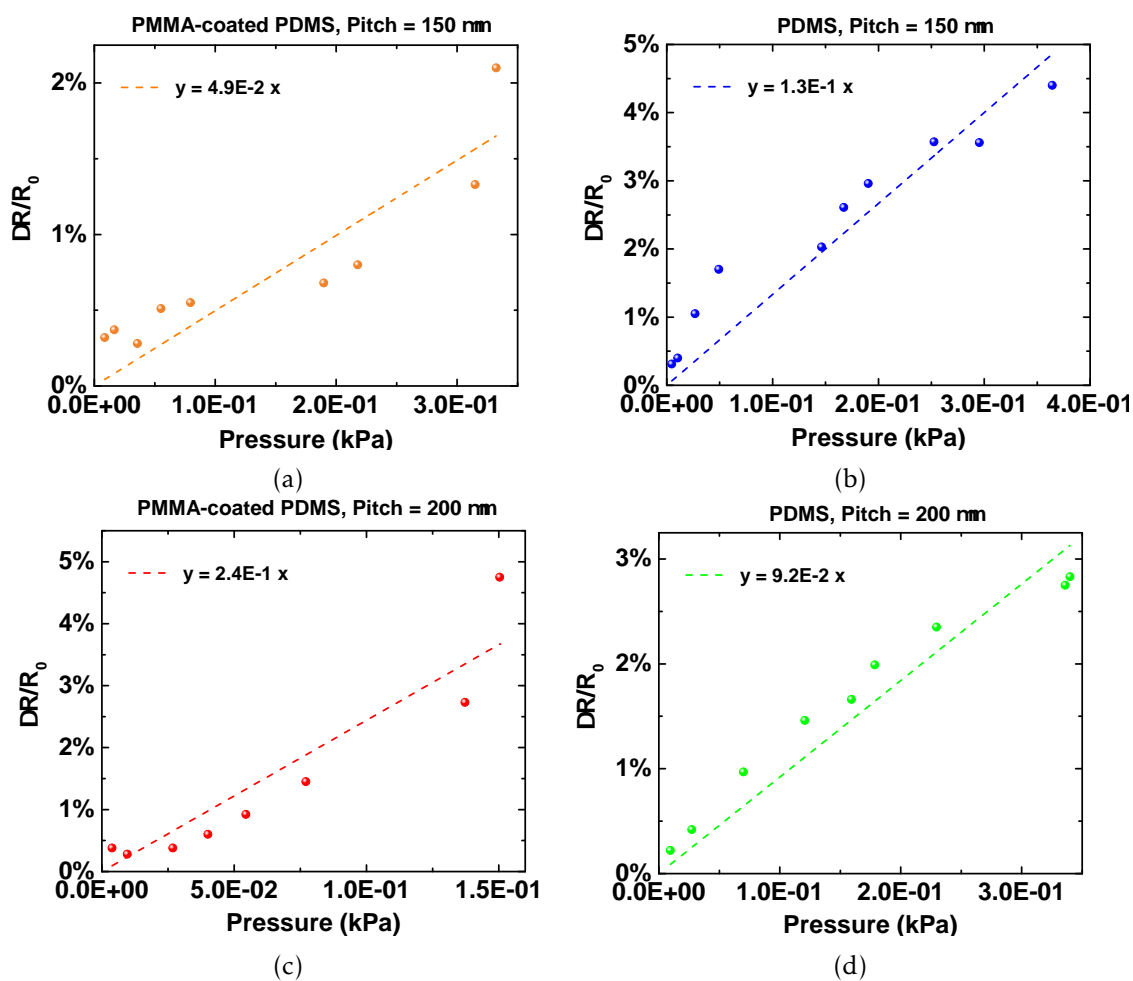 PMMA-coated PDMS, Pitch = 150 mm
2%
1%
0%
y = 4.9E-2 x
DR/R0
0.0E+00 1.0E-01 2.0E-01 3.0E-01
Pressure (kPa)
(a)
PDMS, Pitch = 150 mm
5%
4%
3%
2%
1%
0%
y = 1.3E-1 x
DR/R0
0.0E+00 1.0E-01 2.0E-01 3.0E-01 4.0E-01
Pressure (kPa)
(b)
PMMA-coated PDMS, Pitch = 200 mm
5%
4%
3%
2%
1%
0%
y = 2.4E-1 x
DR/R0
0.0E+00 5.0E-02 1.0E-01 1.5E-01
Pressure (kPa)
(c)
PDMS, Pitch = 200 mm
3%
2%
1%
0%
y = 9.2E-2 x
DR/R0
0.0E+00 1.0E-01 2.0E-01 3.0E-01
Pressure (kPa)
(d)